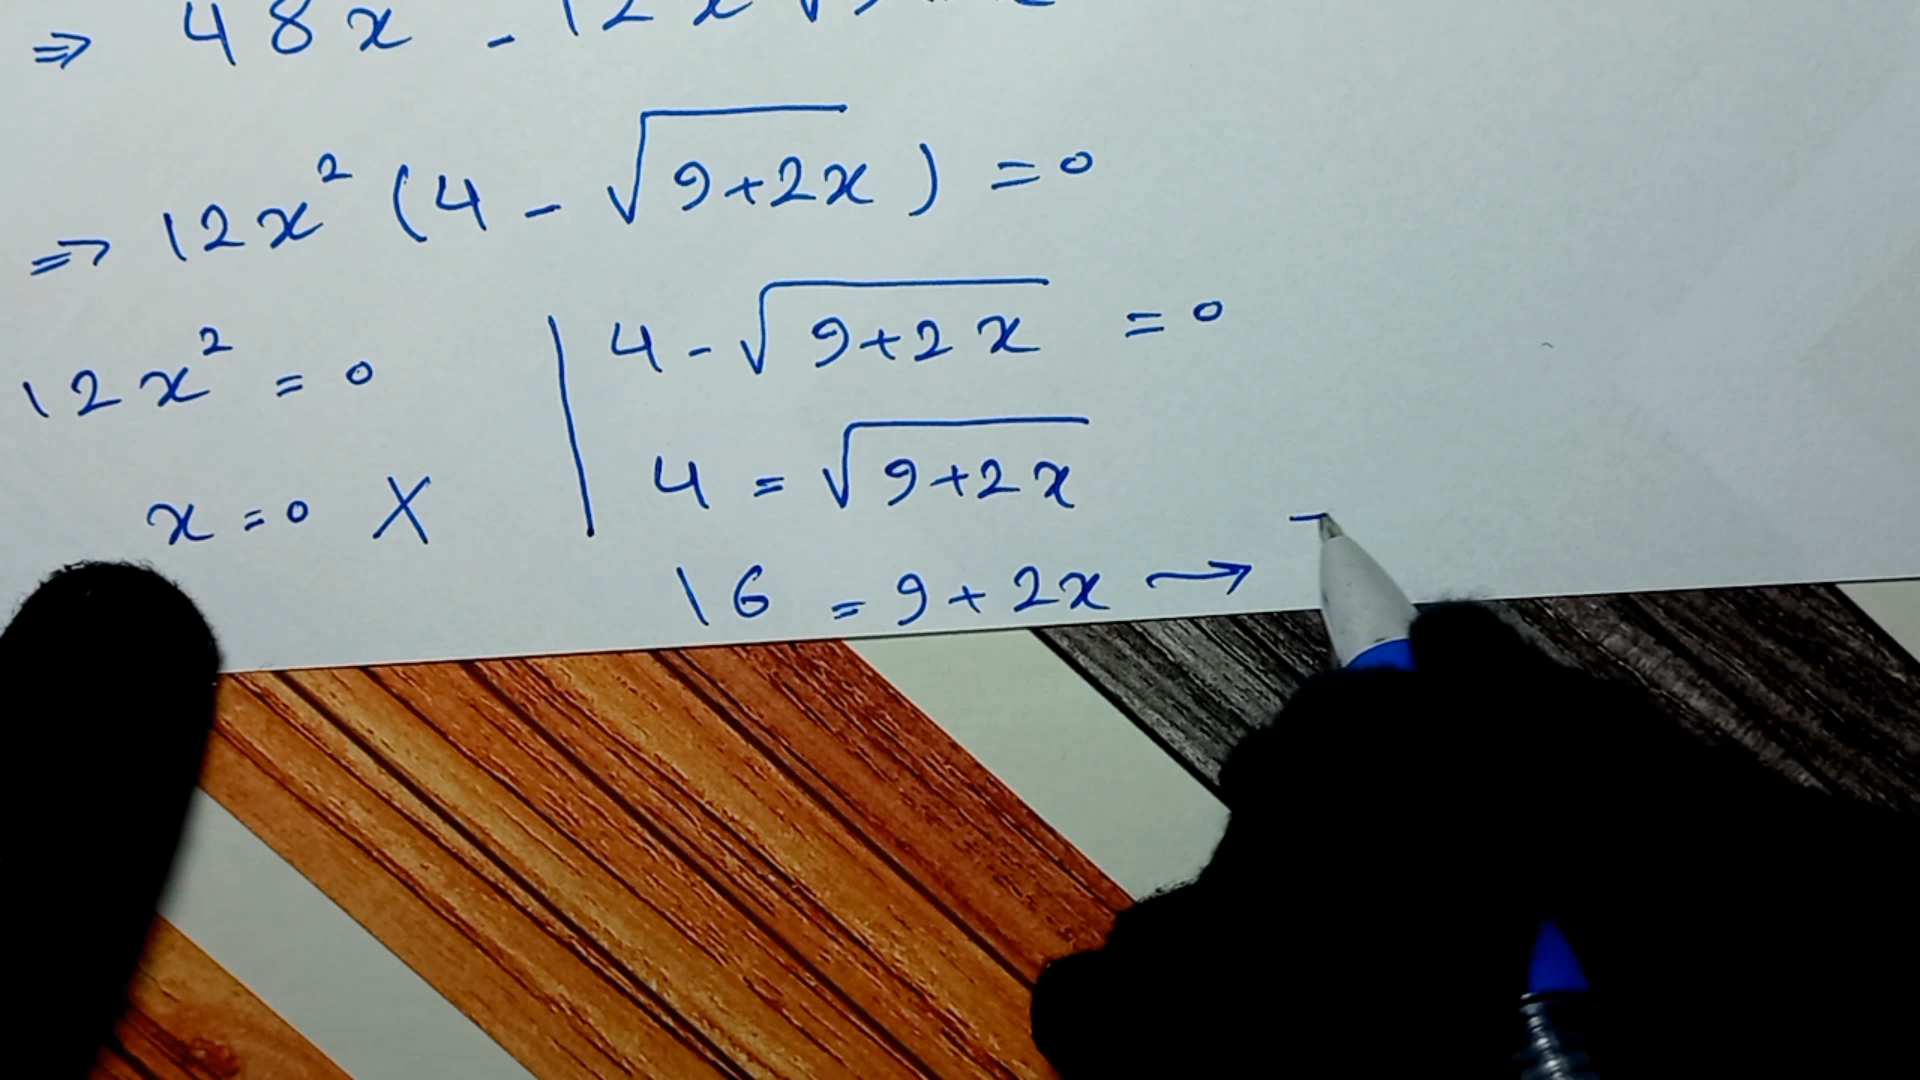 ⇒ 48x - 12x √
⇒ 12x² (4 - √(9+2x)) = 0
12x² = 0 | 4 - √(9+2x) = 0
x = 0 X | 4 = √(9+2x)
16 = 9 + 2x →